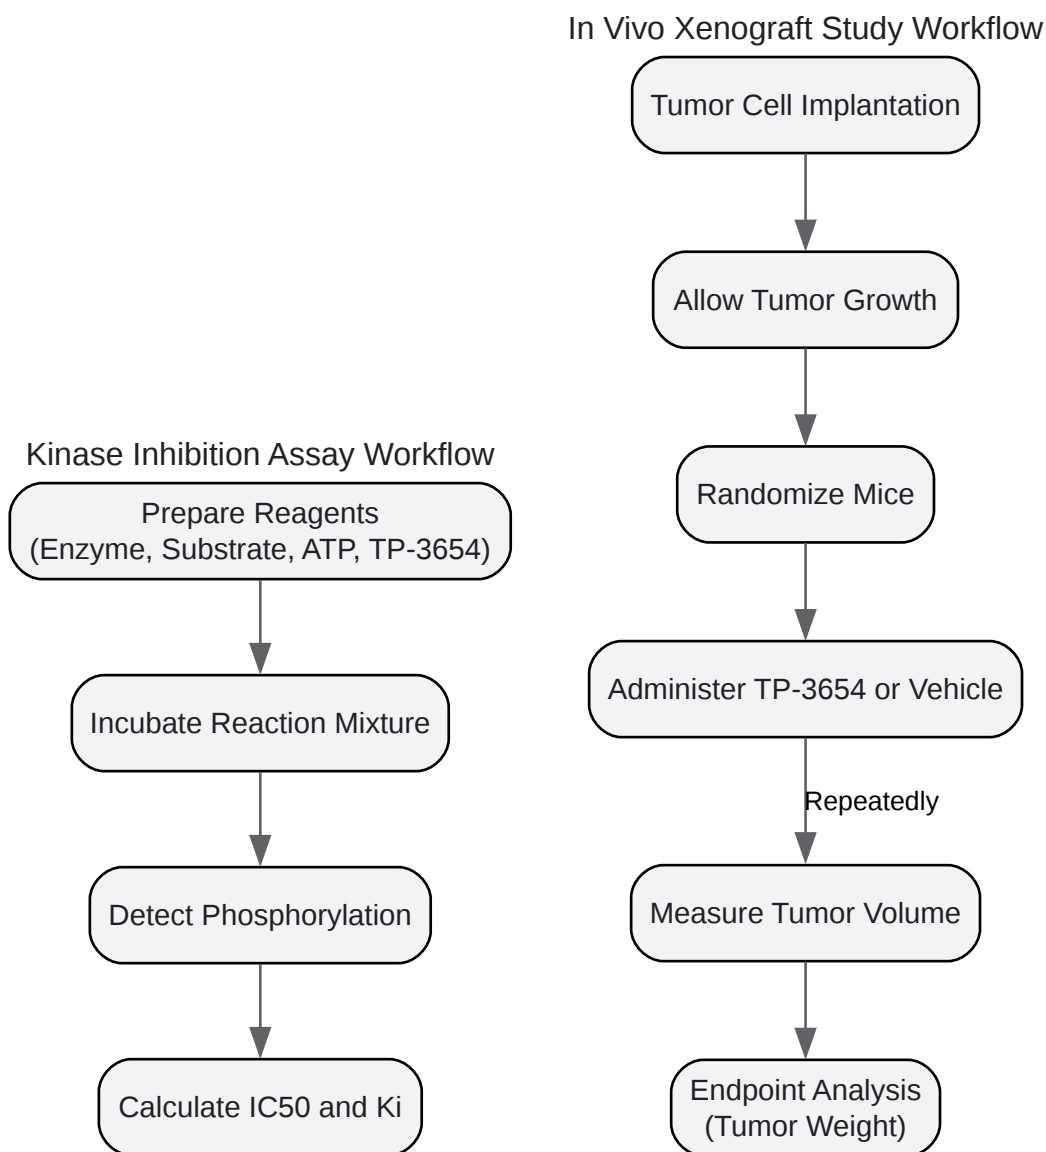 In Vivo Xenograft Study Workflow
Tumor Cell Implantation
Allow Tumor Growth
Randomize Mice
Administer TP-3654 or Vehicle
Repeatedly
Measure Tumor Volume
Endpoint Analysis
(Tumor Weight)
Kinase Inhibition Assay Workflow
Prepare Reagents
(Enzyme, Substrate, ATP, TP-3654)
Incubate Reaction Mixture
Detect Phosphorylation
Calculate IC50 and Ki